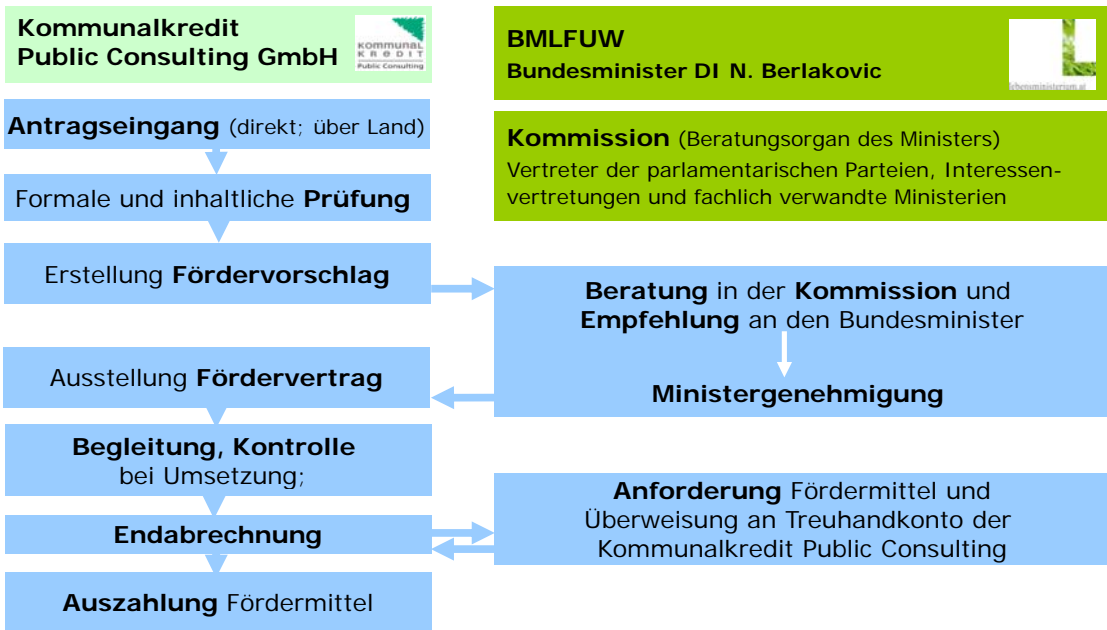 Kommunalkredit
Public Consulting GmbH
KOMMUNAL
KREDIT
Public Consulting
BMLFUW
Bundesminister DI N. Berlakovic
lebensministerium.at
Antragseingang (direkt; über Land)
Kommission (Beratungsorgan des Ministers)
Vertreter der parlamentarischen Parteien, Interessen-
vertretungen und fachlich verwandte Ministerien
Formale und inhaltliche Prüfung
Erstellung Fördervorschlag
Beratung in der Kommission und
Empfehlung an den Bundesminister
Ministergenehmigung
Ausstellung Fördervertrag
Begleitung, Kontrolle
bei Umsetzung;
Endabrechnung
Anforderung Fördermittel und
Überweisung an Treuhandkonto der
Kommunalkredit Public Consulting
Auszahlung Fördermittel